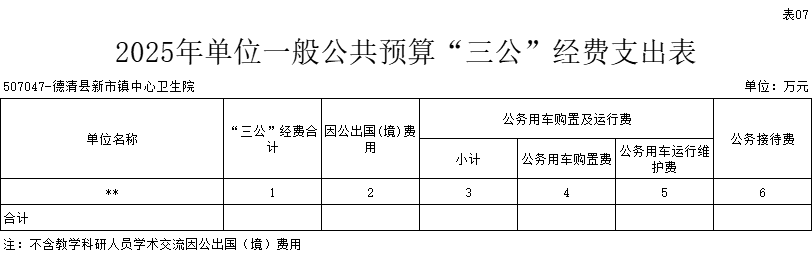 表07
2025年单位一般公共预算“三公”经费支出表
507047-德清县新市镇中心卫生院 单位：万元
单位名称 “三公”经费合计 因公出国(境)费用 公务用车购置及运行费 公务接待费
小计 公务用车购置费 公务用车运行维护费
** 1 2 3 4 5 6
合计
注：不含教学科研人员学术交流因公出国（境）费用